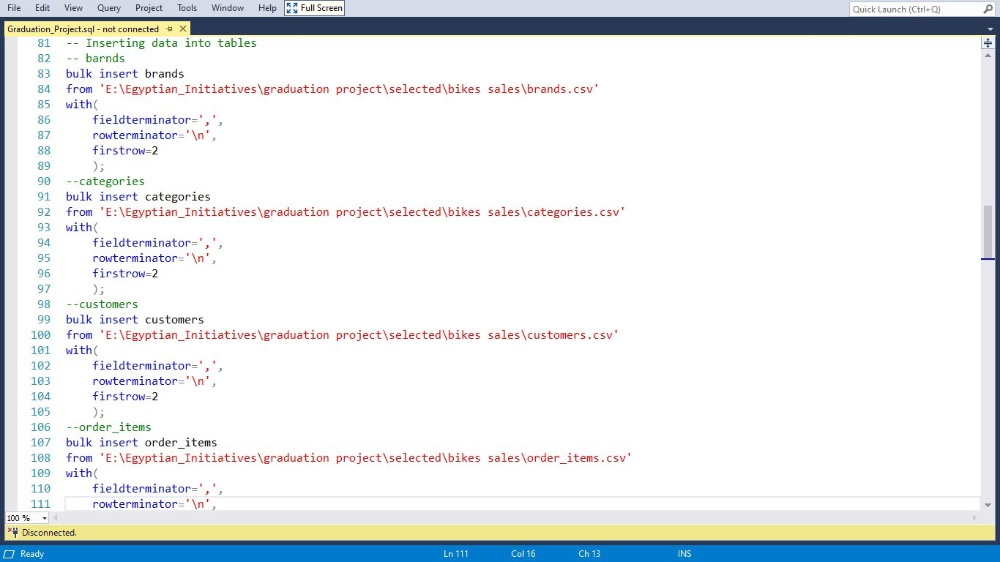 File Edit View Query Project Tools Window Help Full Screen Quick Launch (Ctrl+Q)
Graduation_Project.sql - not connected
81 -- Inserting data into tables
82 -- barnds
83 bulk insert brands
84 from 'E:\Egyptian_Initiatives\graduation project\selected\bikes sales\brands.csv'
85 with(
86     fieldterminator=',',
87     rowterminator='\n',
88     firstrow=2
89     );
90 --categories
91 bulk insert categories
92 from 'E:\Egyptian_Initiatives\graduation project\selected\bikes sales\categories.csv'
93 with(
94     fieldterminator=',',
95     rowterminator='\n',
96     firstrow=2
97     );
98 --customers
99 bulk insert customers
100 from 'E:\Egyptian_Initiatives\graduation project\selected\bikes sales\customers.csv'
101 with(
102     fieldterminator=',',
103     rowterminator='\n',
104     firstrow=2
105     );
106 --order_items
107 bulk insert order_items
108 from 'E:\Egyptian_Initiatives\graduation project\selected\bikes sales\order_items.csv'
109 with(
110     fieldterminator=',',
111     rowterminator='\n',
100 %
Disconnected.
Ready Ln 111 Col 16 Ch 13 INS